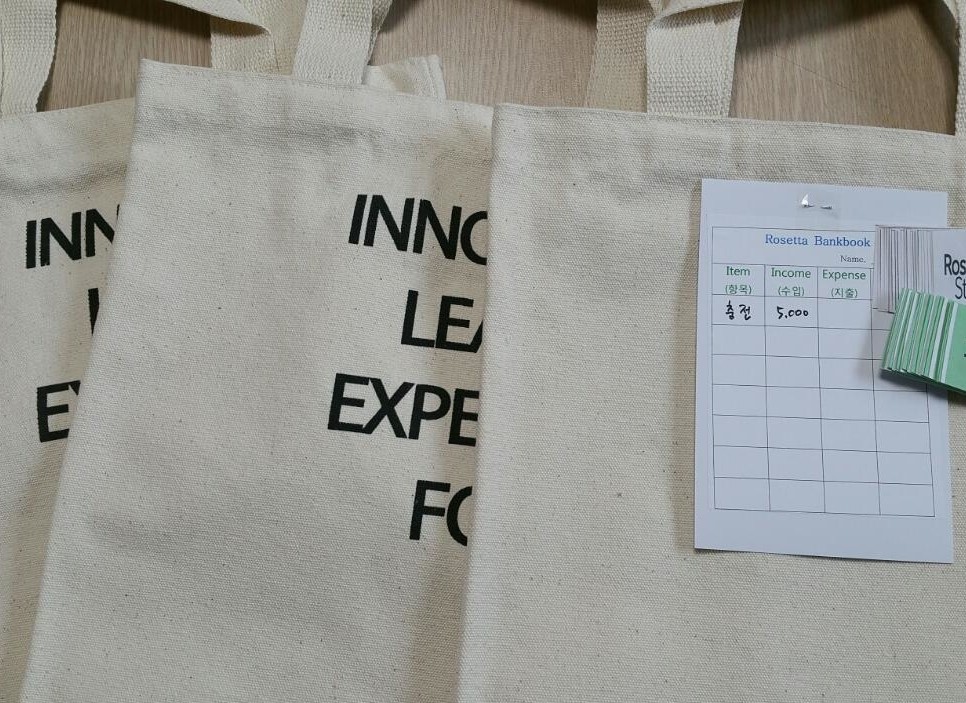 INN
E
INNO
LEA
EXPE
FO
Rosetta Bankbook
Name.
Item Income Expense
(항목) (수입) (지출)
충전 5,000
Ros
St